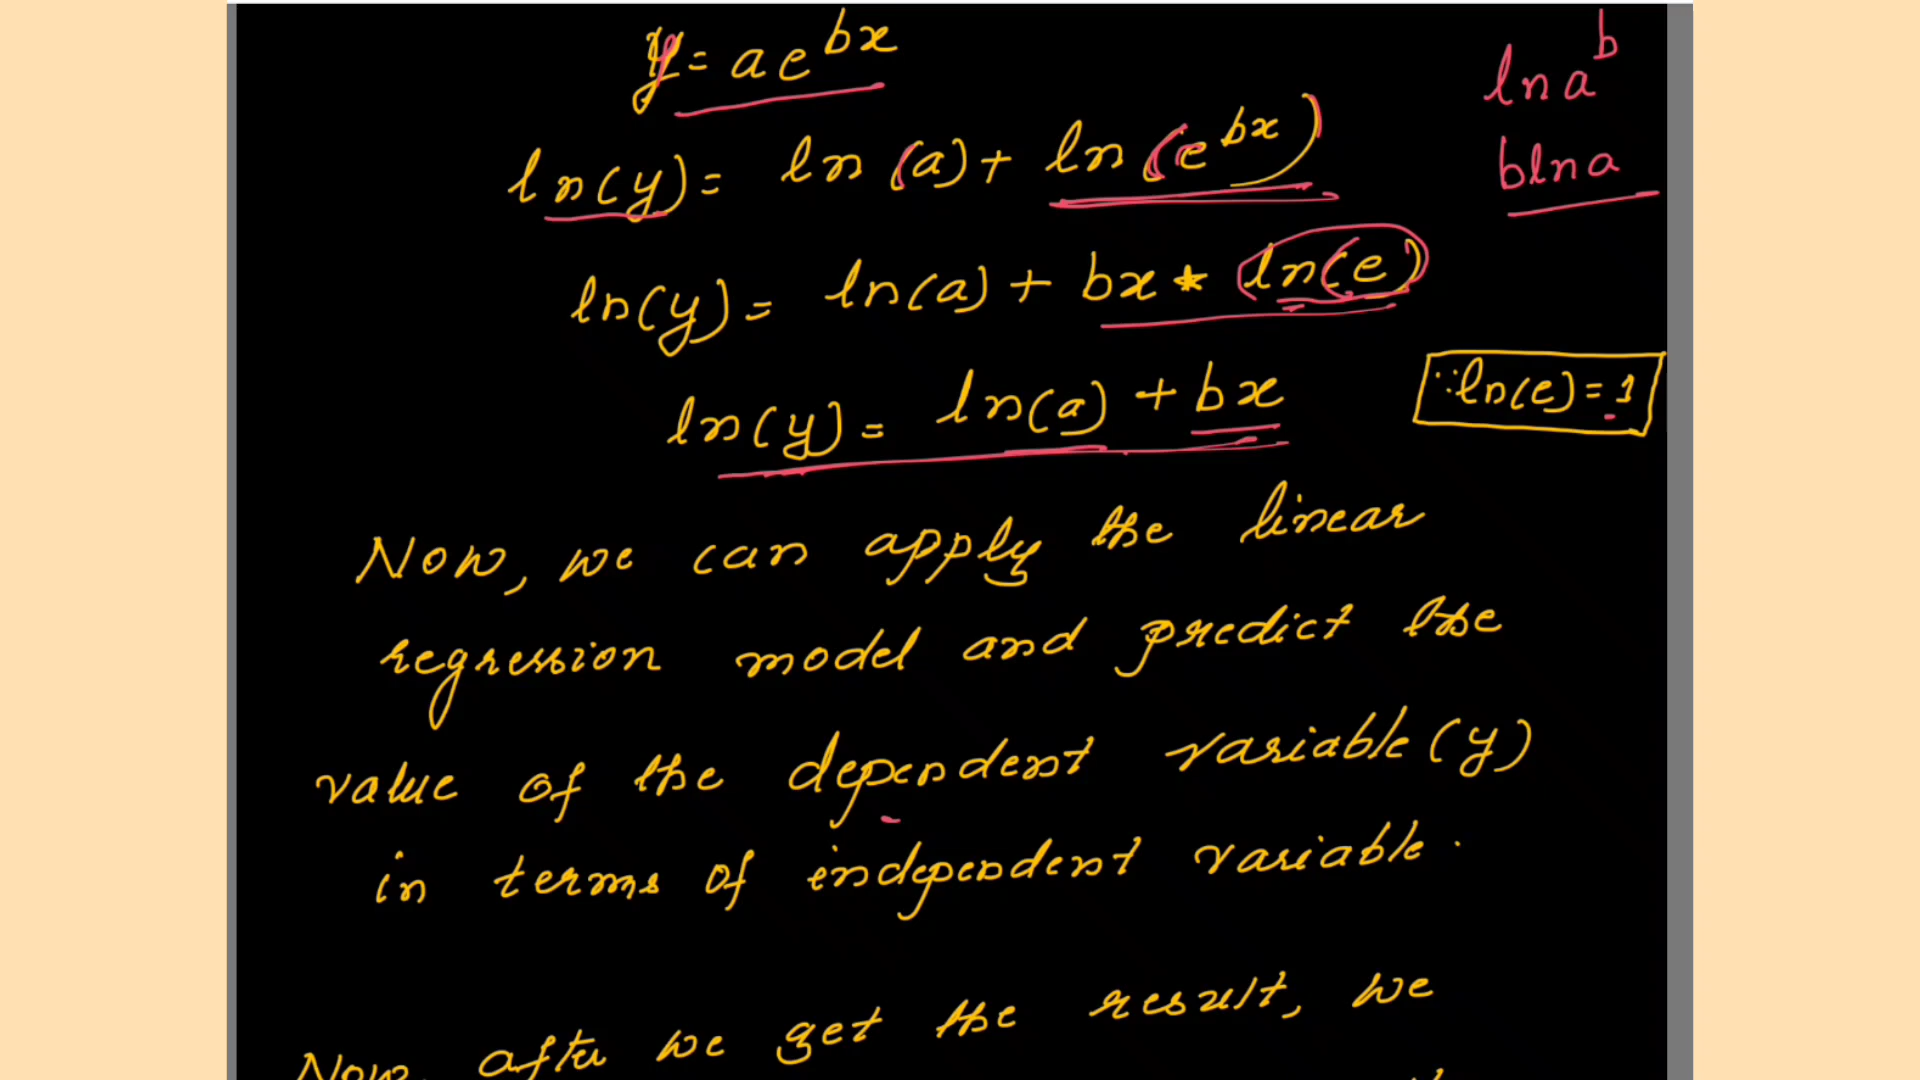 y = ae^bx
ln a^b
ln(y) = ln(a) + ln(e^bx)
b ln a
ln(y) = ln(a) + bx * ln(e)
ln(y) = ln(a) + bx
∵ ln(e) = 1
Now, we can apply the linear
regression model and predict the
value of the dependent variable (y)
in terms of independent variable.
Now, after we get the result, we